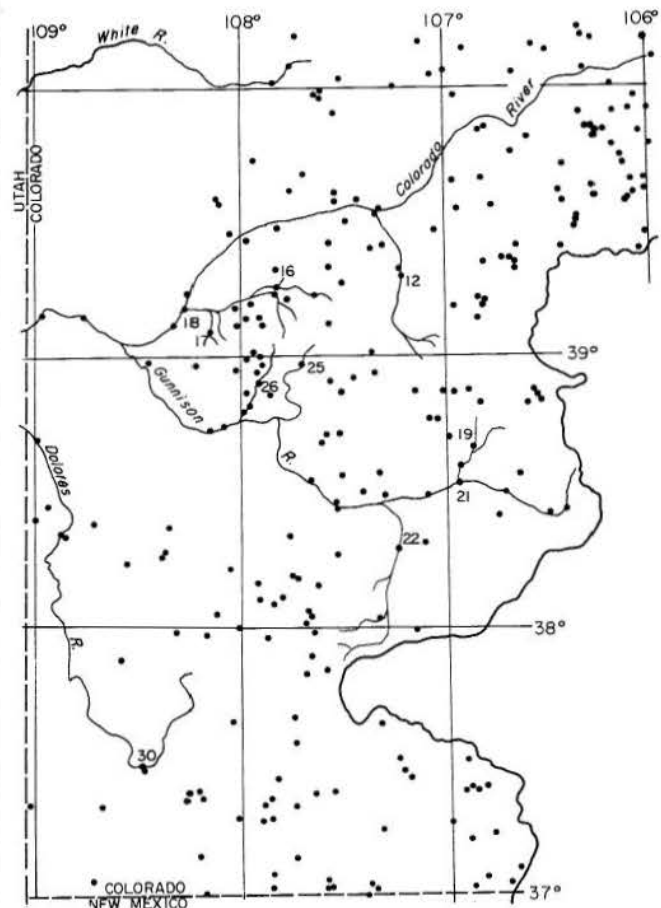 109°
108°
107°
106°
White R.
Colorado River
UTAH
COLORADO
16
12
18
17
39°
25
26
Gunnison R.
19
21
Dolores R.
22
38°
30
COLORADO
NEW MEXICO
37°